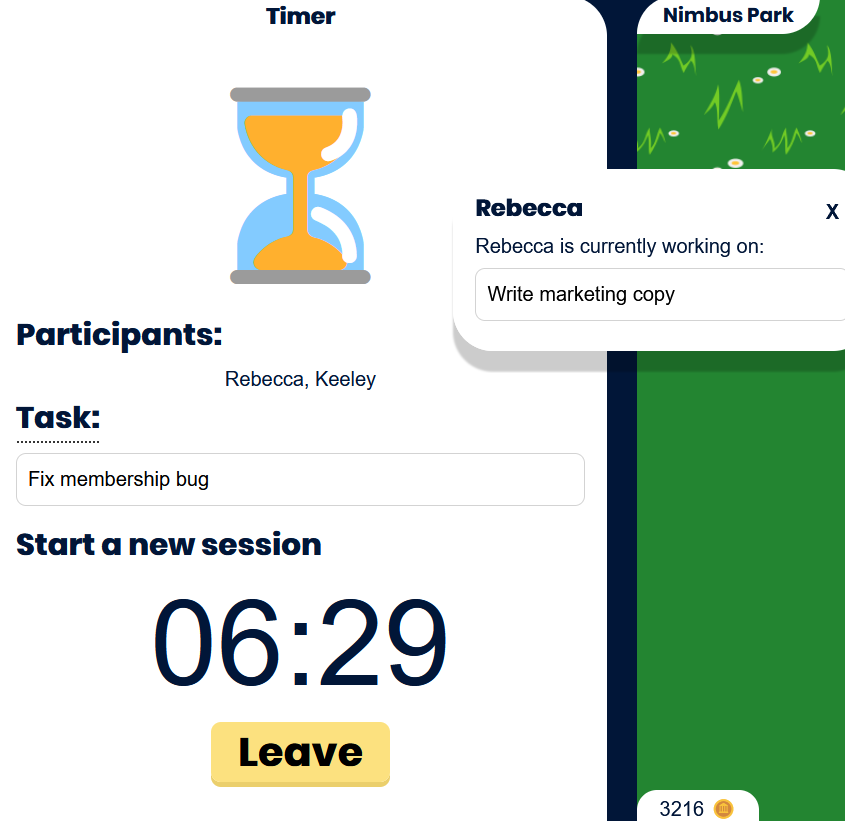 Timer
Nimbus Park
Rebecca
X
Rebecca is currently working on:
Write marketing copy
Participants:
Rebecca, Keeley
Task:
Fix membership bug
Start a new session
06:29
Leave
3216